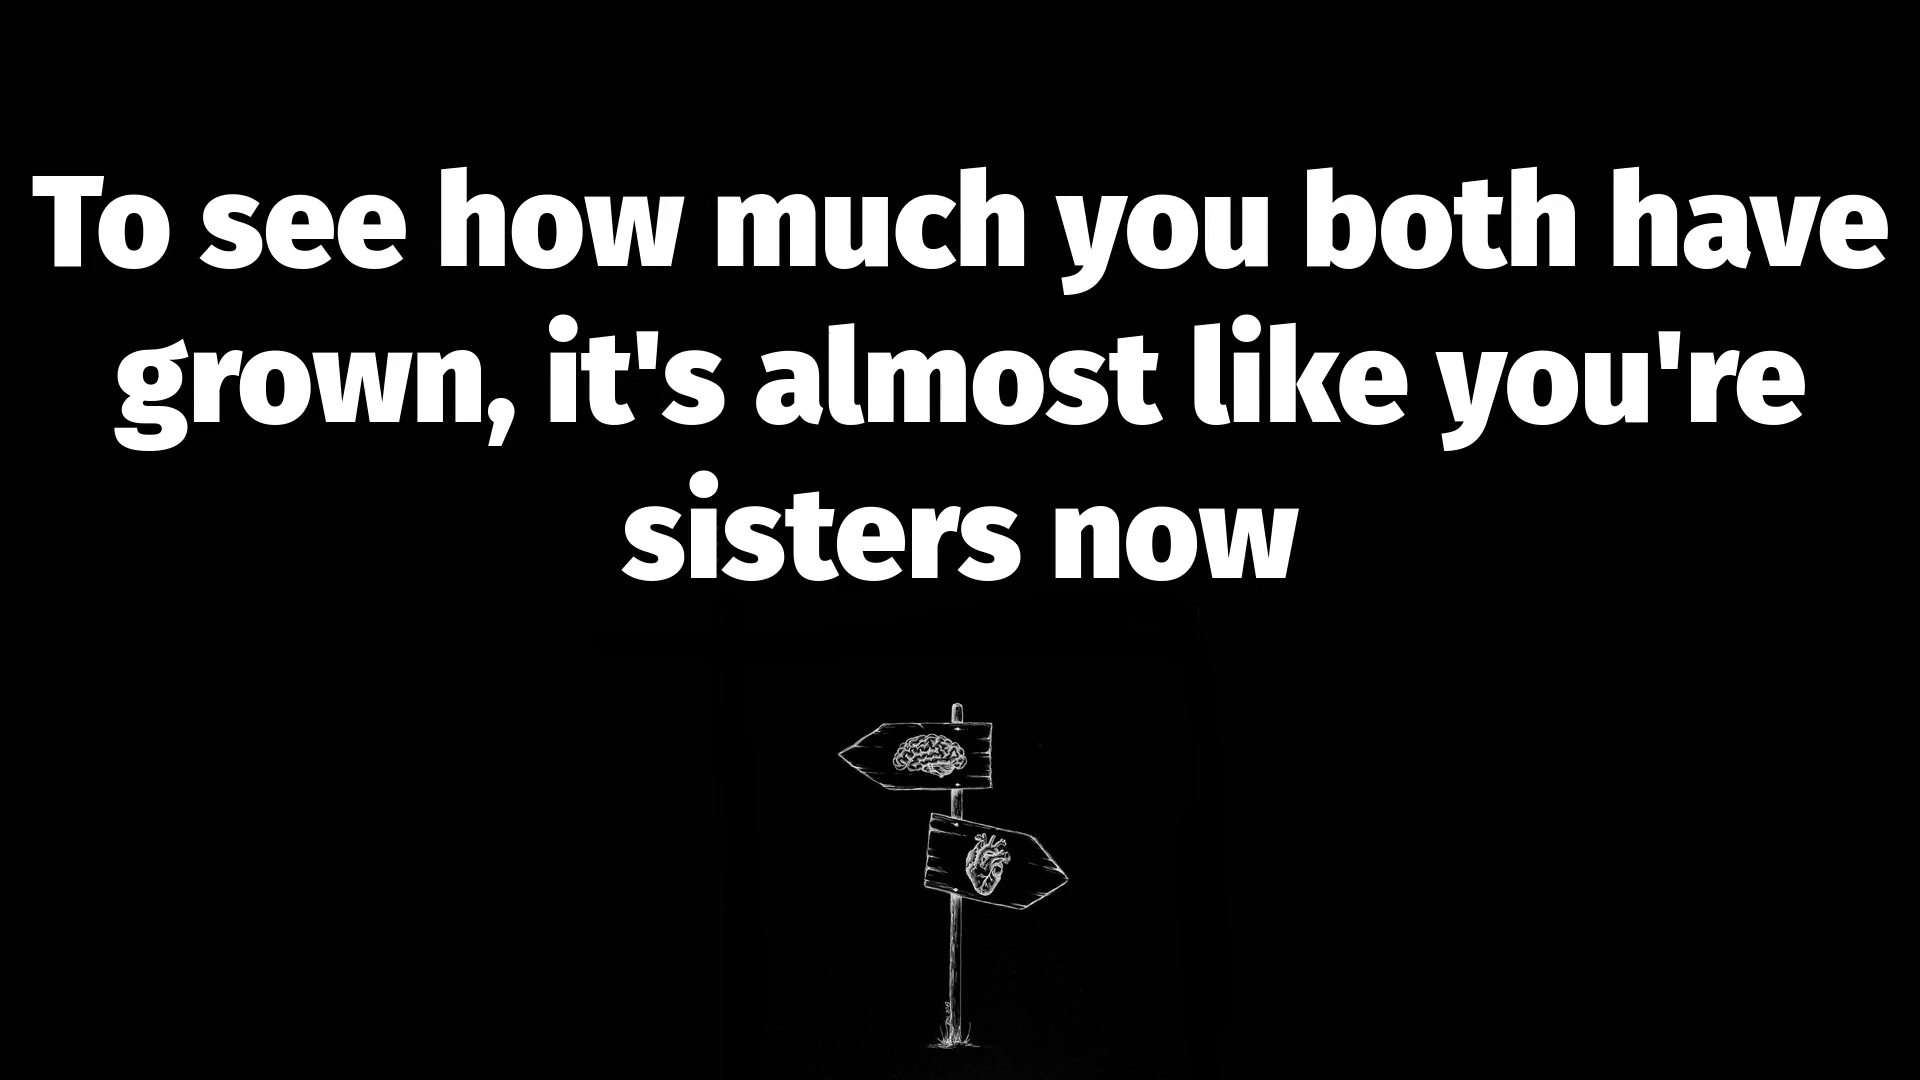 To see how much you both have
grown, it's almost like you're
sisters now